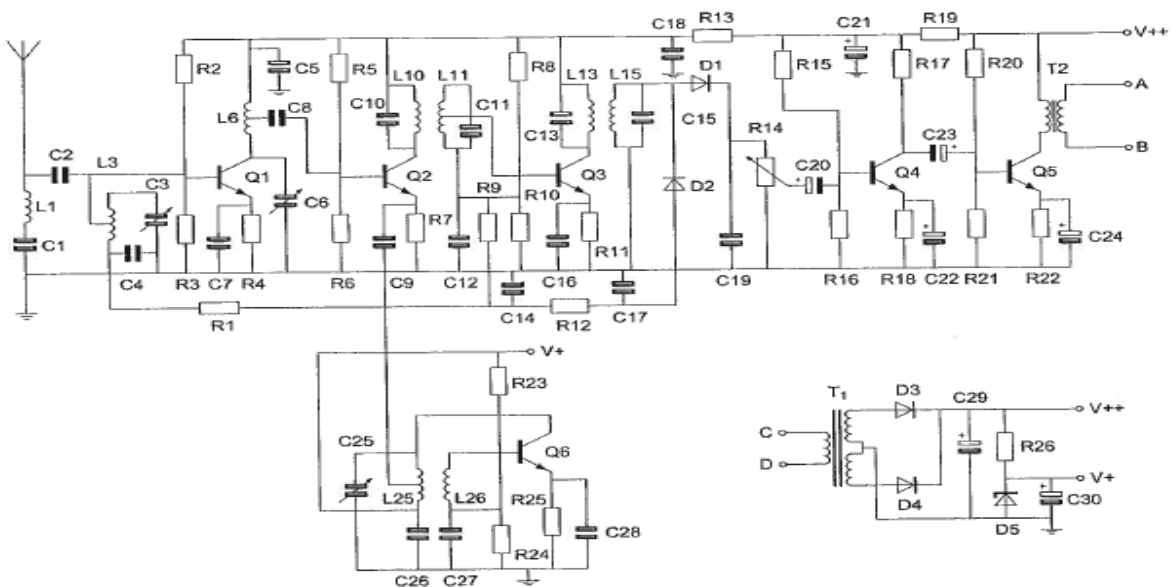 C18 R13 C21 R19
V++
R2 C5 R5 L10 L11 R8 L13 L15 D1 R15 R17 R20 T2
L6 C8 C10 C11 C13 C15 A
C2 L3 R14 C23 B
C3 Q1 Q2 Q3 C20 Q4 Q5
L1 C6 R9 R10 D2
R7
C1 R11 C24
C4 R3 C7 R4 R6 C9 C12 C16 C19 R16 R18 C22 R21 R22
R1 C14 R12 C17
V+
R23 T1 D3 C29
V++
C25 Q6 C R26
D
L25 L26 R25 D4 V+
C30
R24 C28 D5
C26 C27